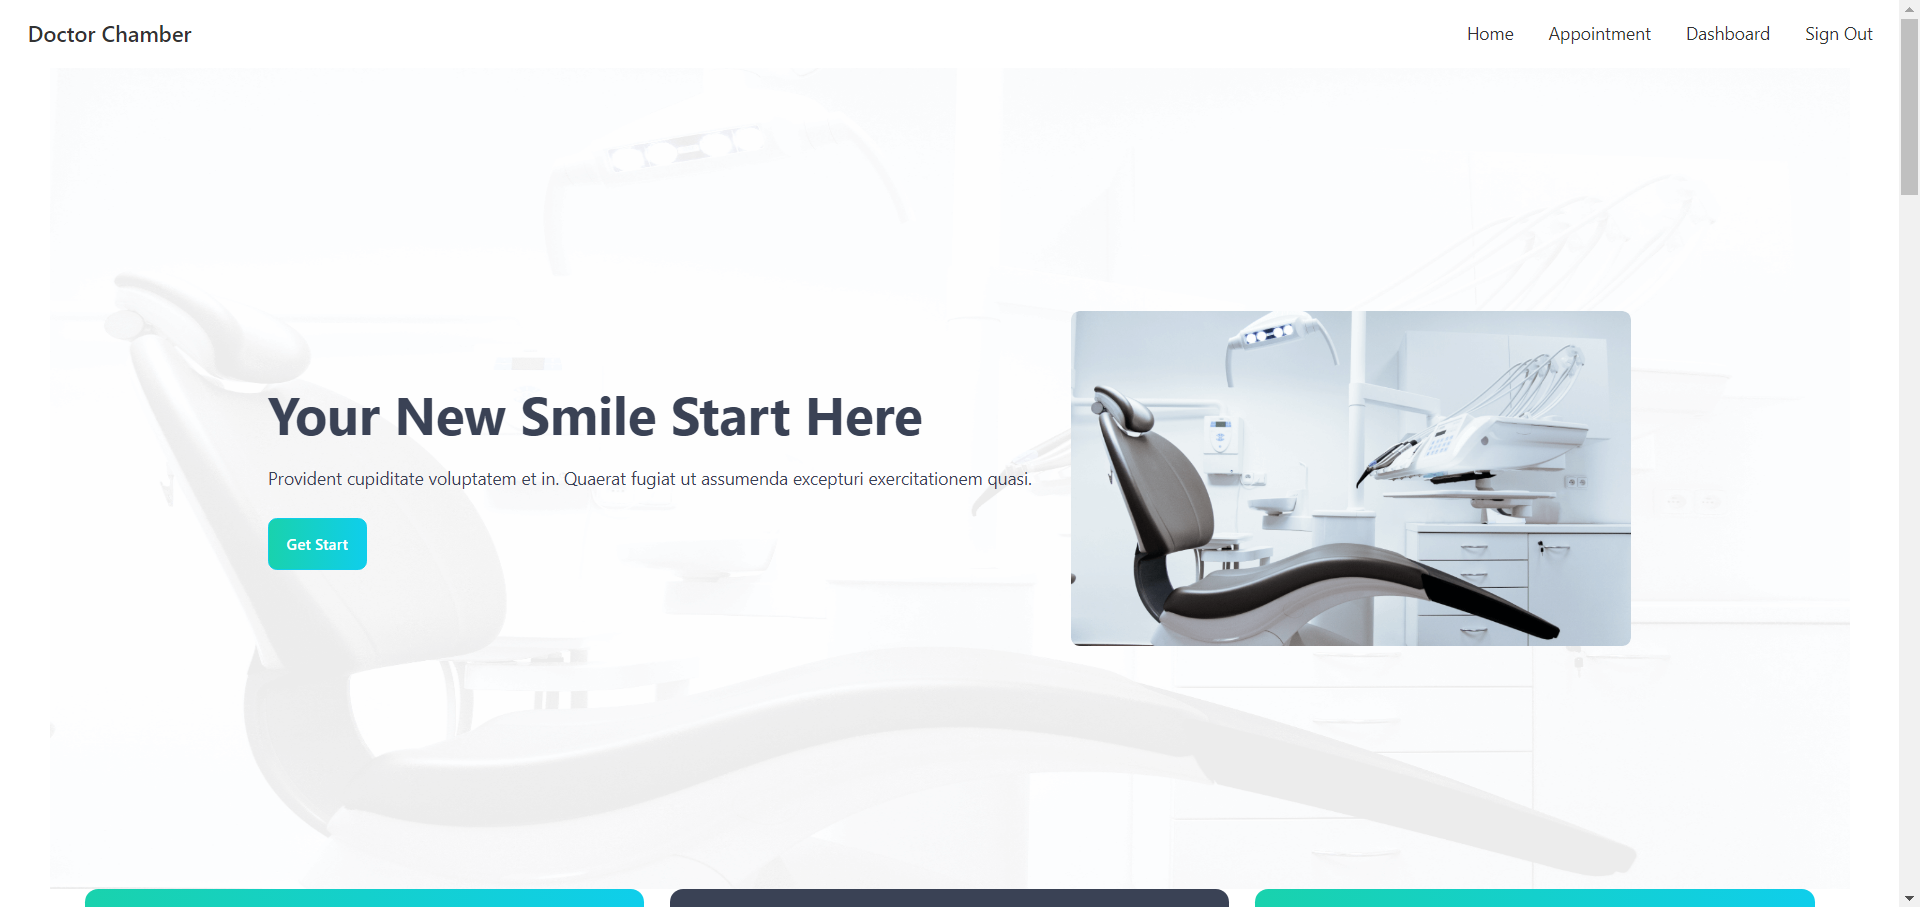 Doctor Chamber
Home Appointment Dashboard Sign Out
Your New Smile Start Here
Provident cupiditate voluptatem et in. Quaerat fugiat ut assumenda excepturi exercitationem quasi.
Get Start